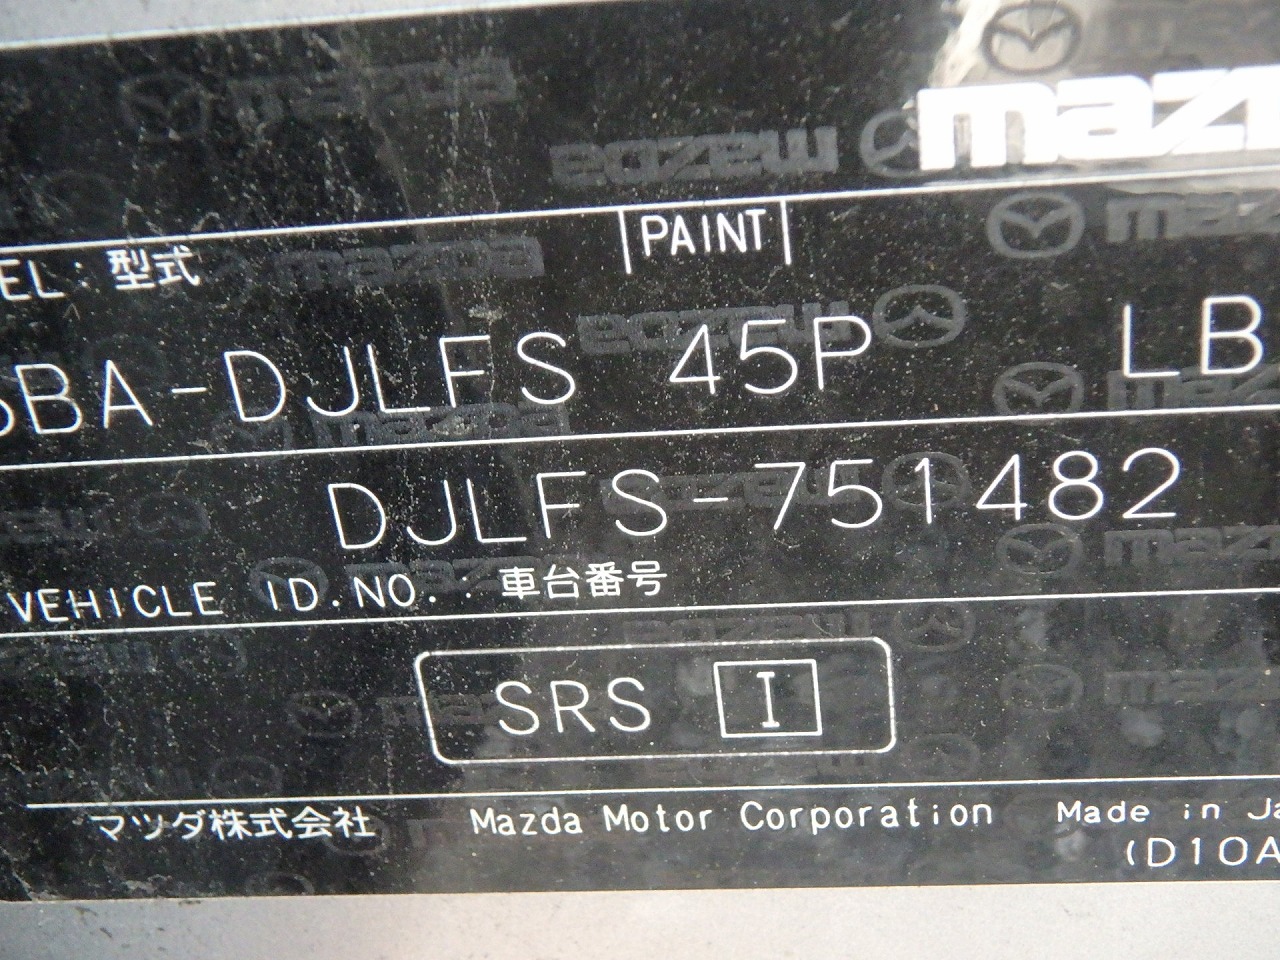 mazda
PAINT
EL: 型式
BA-DJLFS 45P LB
DJLFS-751482
VEHICLE ID.NO.: 車台番号
SRS I
マツダ株式会社 Mazda Motor Corporation Made in Ja
(D10A